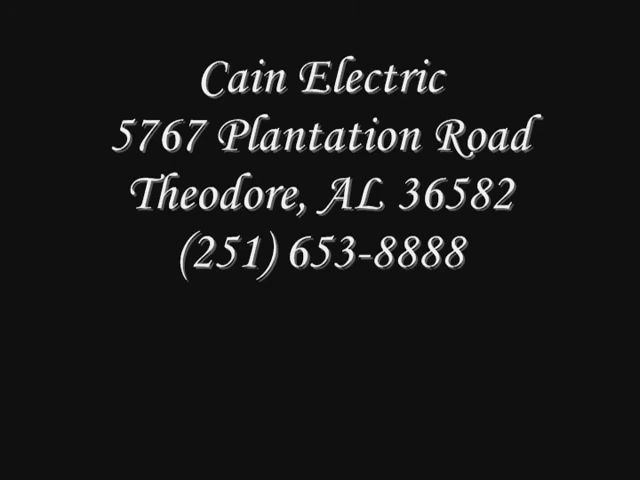 Cain Electric
5767 Plantation Road
Theodore, AL 36582
(251) 653-8888